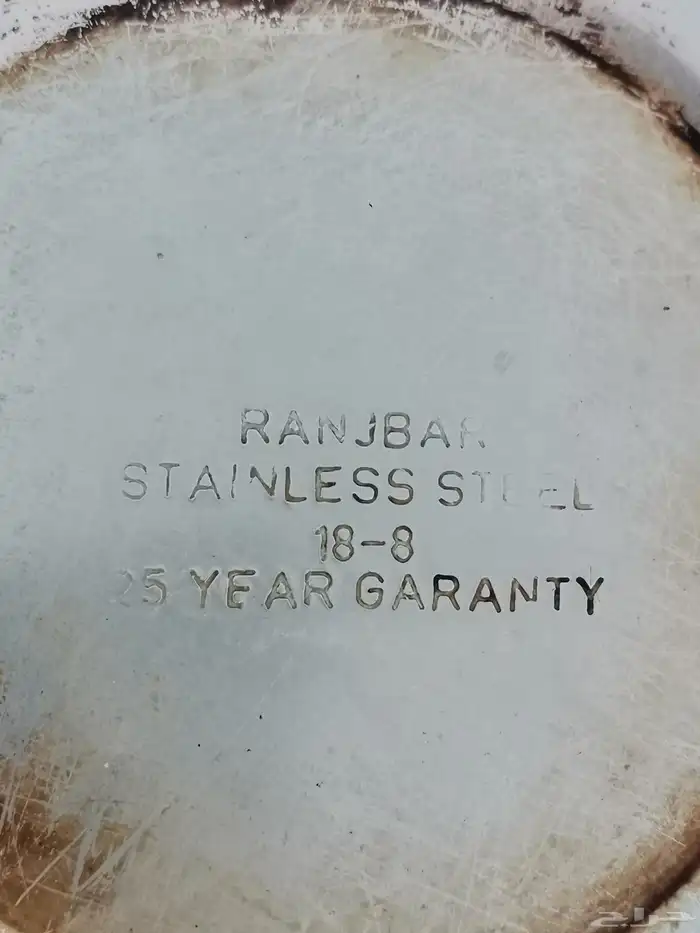 RANJBAR
STAINLESS STEEL
18-8
25 YEAR GARANTY
حراج